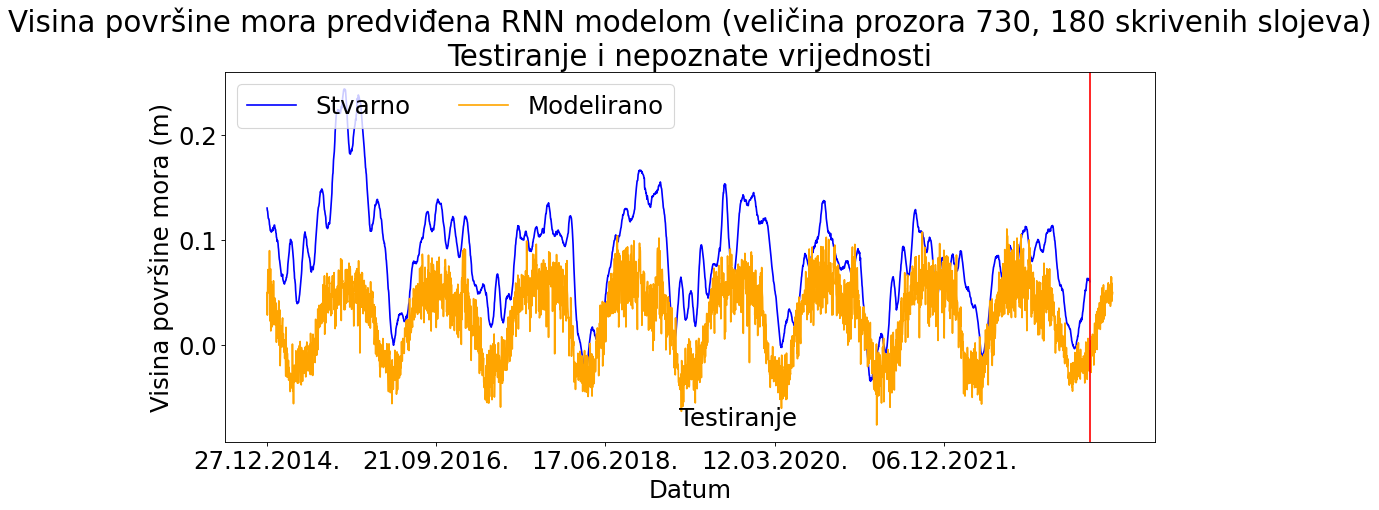 Visina površine mora predviđena RNN modelom (veličina prozora 730, 180 skrivenih slojeva)
Testiranje i nepoznate vrijednosti
Stvarno
Modelirano
Visina površine mora (m)
0.2
0.1
0.0
Testiranje
27.12.2014.
21.09.2016.
17.06.2018.
12.03.2020.
06.12.2021.
Datum